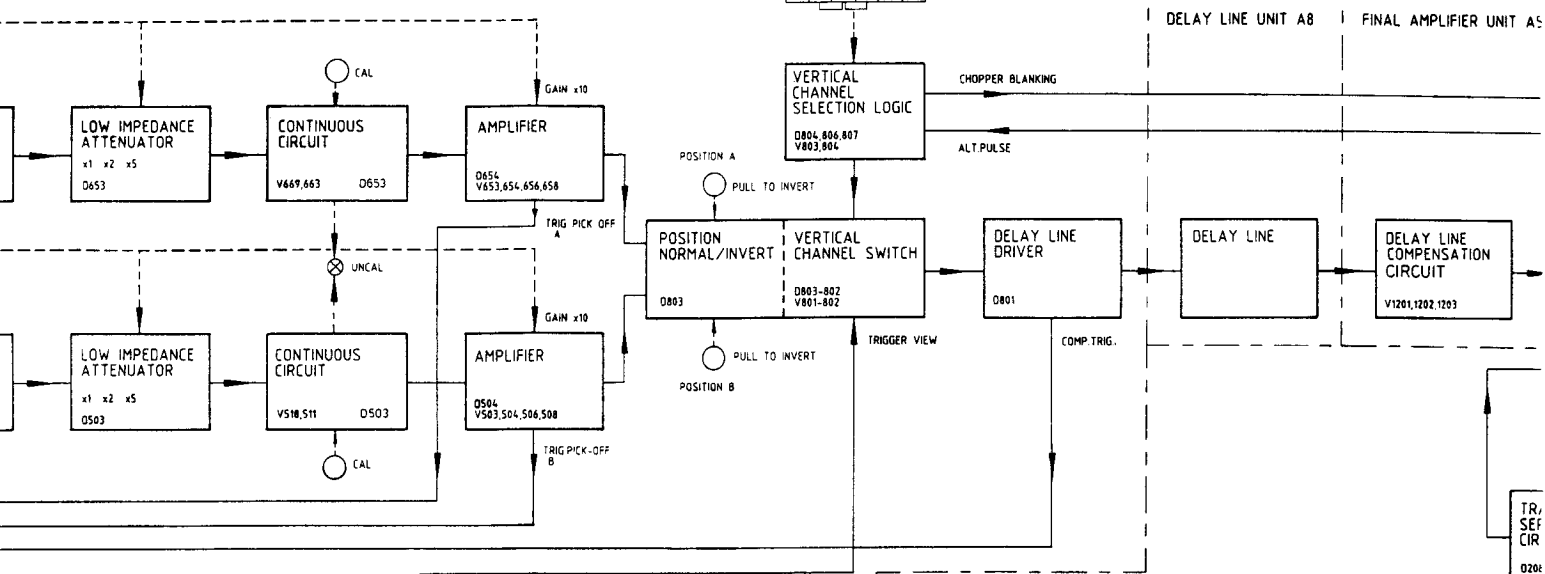 DELAY LINE UNIT A8
FINAL AMPLIFIER UNIT A5
CAL
GAIN x10
LOW IMPEDANCE
ATTENUATOR
x1 x2 x5
D653
CONTINUOUS
CIRCUIT
V669,663 D653
AMPLIFIER
D654
V653,654,656,658
TRIG PICK OFF
A
VERTICAL
CHANNEL
SELECTION LOGIC
D804,806,807
V803,804
CHOPPER BLANKING
ALT.PULSE
POSITION A
PULL TO INVERT
POSITION
NORMAL/INVERT
D803
VERTICAL
CHANNEL SWITCH
D803-802
V801-802
DELAY LINE
DRIVER
D801
DELAY LINE
DELAY LINE
COMPENSATION
CIRCUIT
V1201,1202,1203
UNCAL
GAIN x10
LOW IMPEDANCE
ATTENUATOR
x1 x2 x5
D503
CONTINUOUS
CIRCUIT
V518,511 D503
AMPLIFIER
D504
V503,504,506,508
PULL TO INVERT
POSITION B
TRIGGER VIEW
COMP.TRIG.
CAL
TRIG PICK-OFF
B
CIR